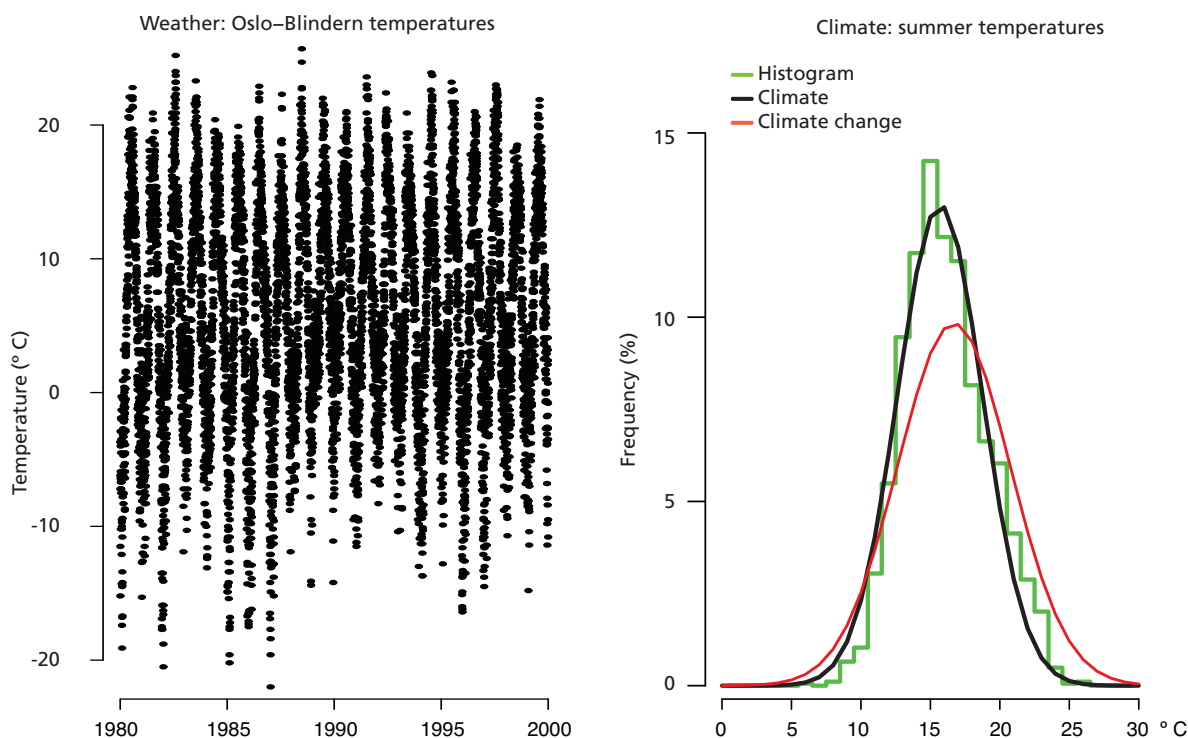 Weather: Oslo–Blindern temperatures
Temperature (° C)
20
10
0
-10
-20
1980 1985 1990 1995 2000
Climate: summer temperatures
Histogram
Climate
Climate change
Frequency (%)
15
10
5
0
0 5 10 15 20 25 30 ° C